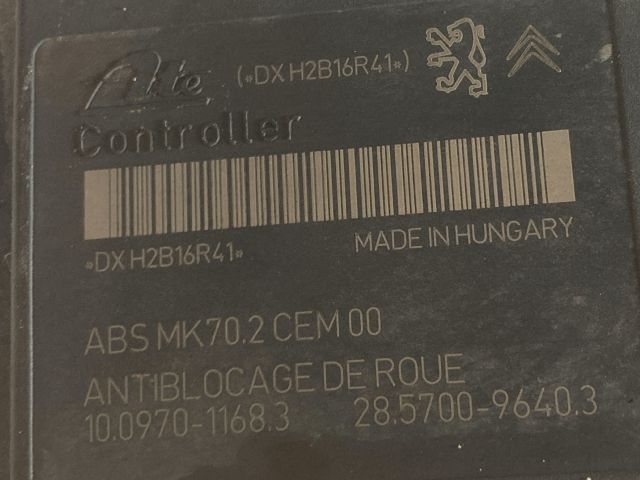 Ate (*DX H2B16R41*)
Controller
*DX H2B16R41* MADE IN HUNGARY
ABS MK70.2 CEM 00
ANTIBLOCAGE DE ROUE
10.0970-1168.3 28.5700-9640.3